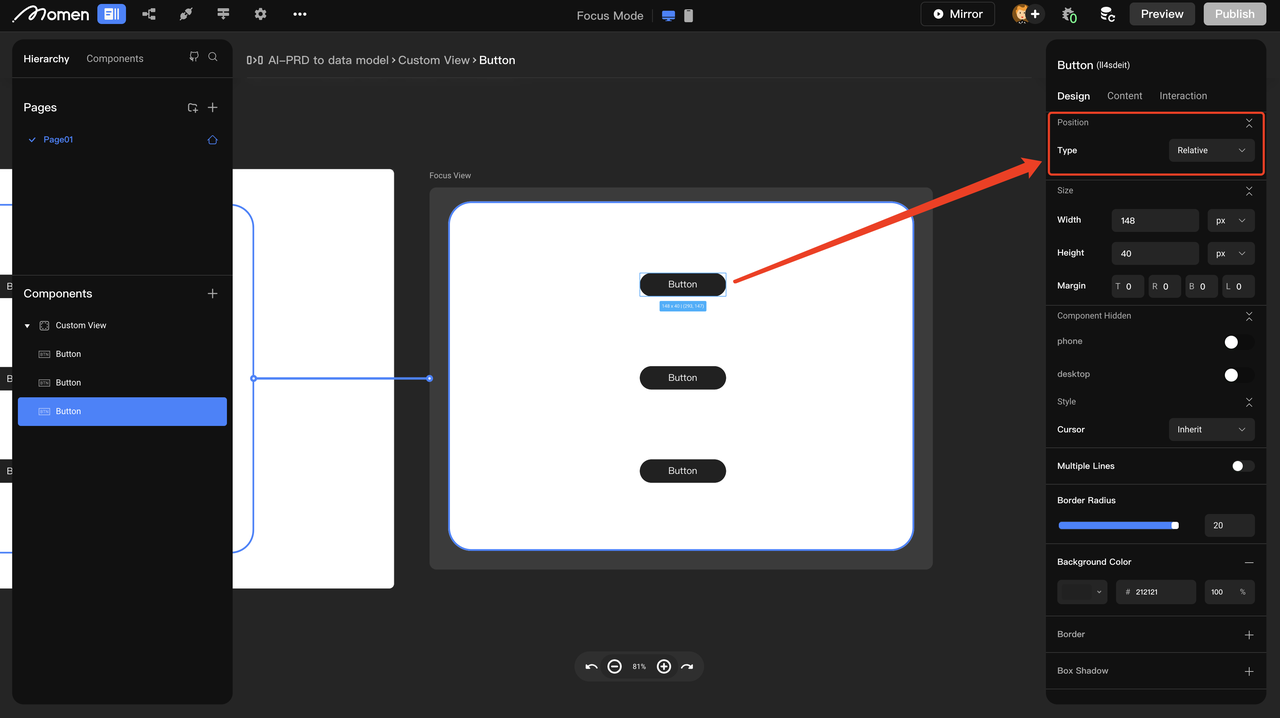 Momen
Focus Mode
Mirror
0
Preview
Publish
Hierarchy
Components
AI-PRD to data model › Custom View › Button
Pages
Page01
Components
Custom View
Button
Button
Button
Focus View
Button
148 x 40 / (293, 147)
Button
Button
81%
Button (ll4sdeit)
Design
Content
Interaction
Position
Type
Relative
Size
Width
148
px
Height
40
px
Margin
T 0
R 0
B 0
L 0
Component Hidden
phone
desktop
Style
Cursor
Inherit
Multiple Lines
Border Radius
20
Background Color
# 212121
100 %
Border
Box Shadow